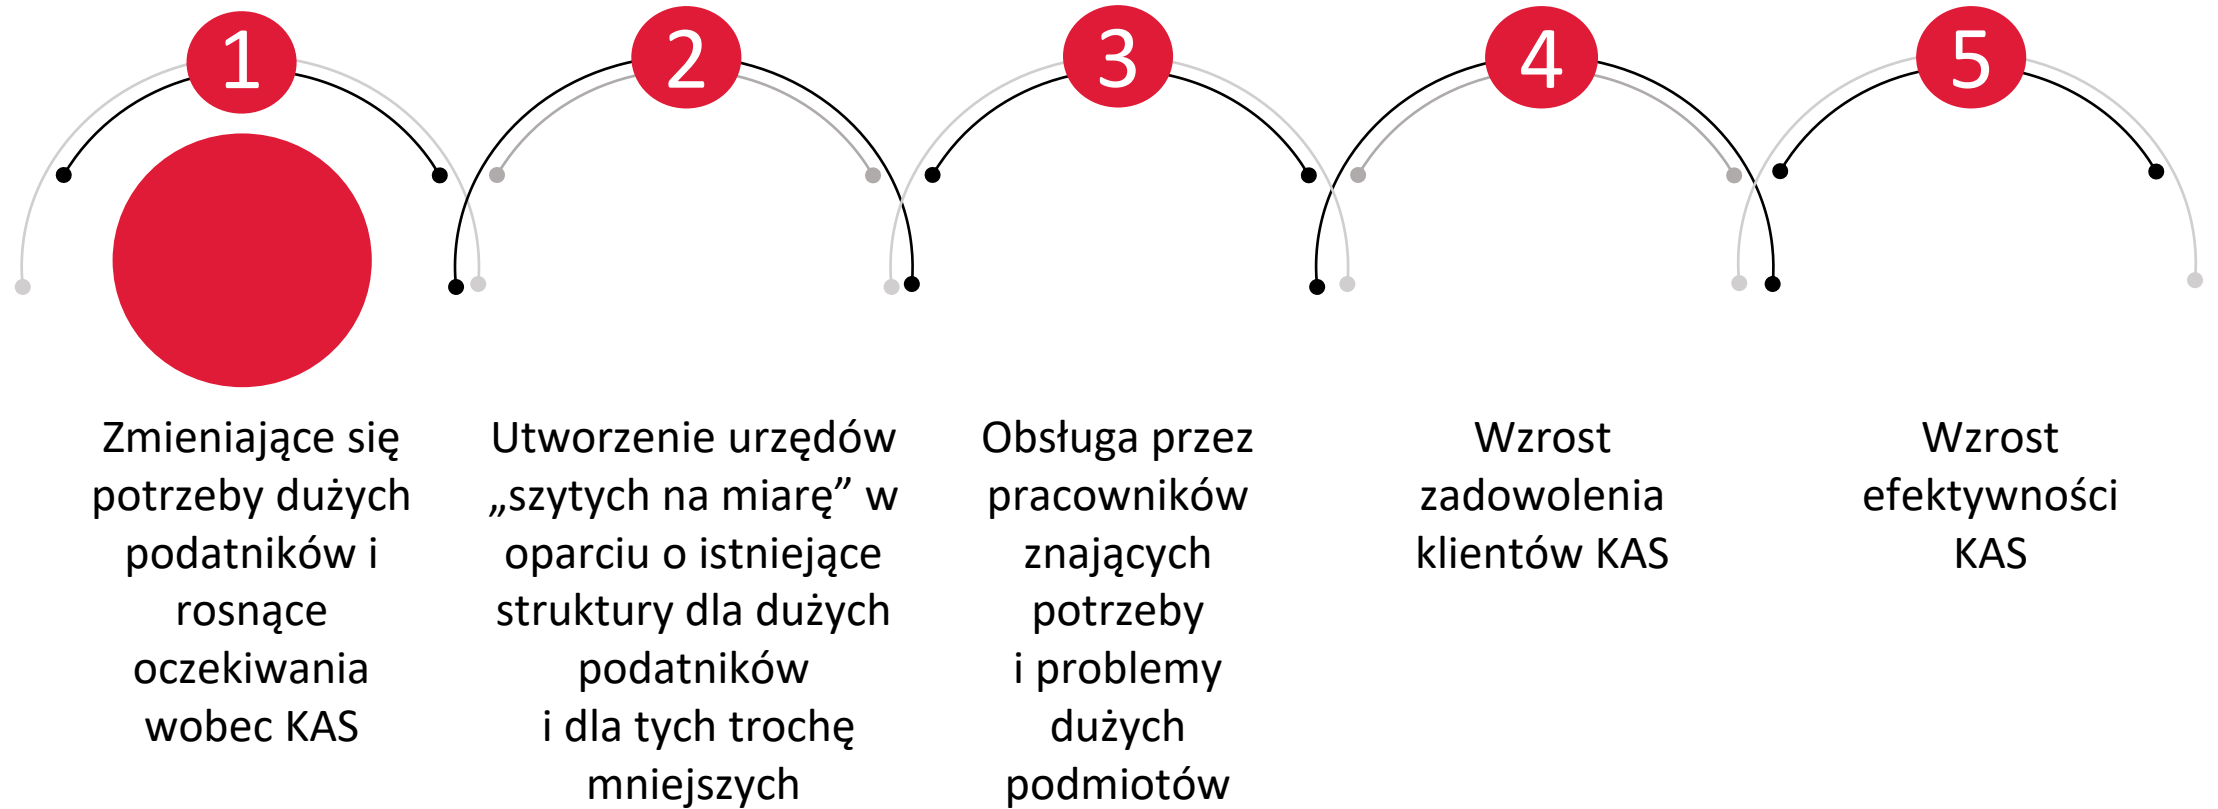 1
Zmieniające się
potrzeby dużych
podatników i
rosnące
oczekiwania
wobec KAS
2
Utworzenie urzędów
„szytych na miarę” w
oparciu o istniejące
struktury dla dużych
podatników
i dla tych trochę
mniejszych
3
Obsługa przez
pracowników
znających
potrzeby
i problemy
dużych
podmiotów
4
Wzrost
zadowolenia
klientów KAS
5
Wzrost
efektywności
KAS